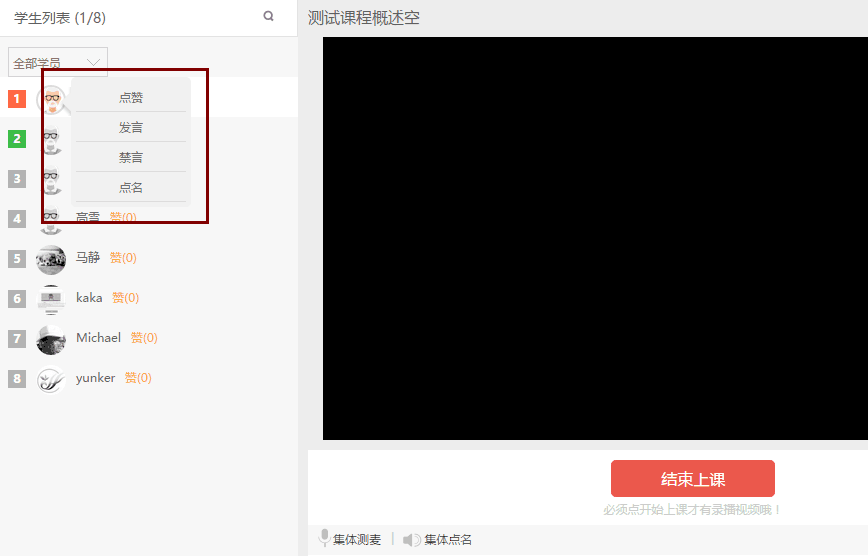 学生列表 (1/8)
全部学员
1
点赞
发言
2
禁言
3
点名
4 高雪 赞(0)
5 马静 赞(0)
6 kaka 赞(0)
7 Michael 赞(0)
8 yunker 赞(0)
测试课程概述空
结束上课
必须点开始上课才有录播视频哦！
集体测麦 | 集体点名